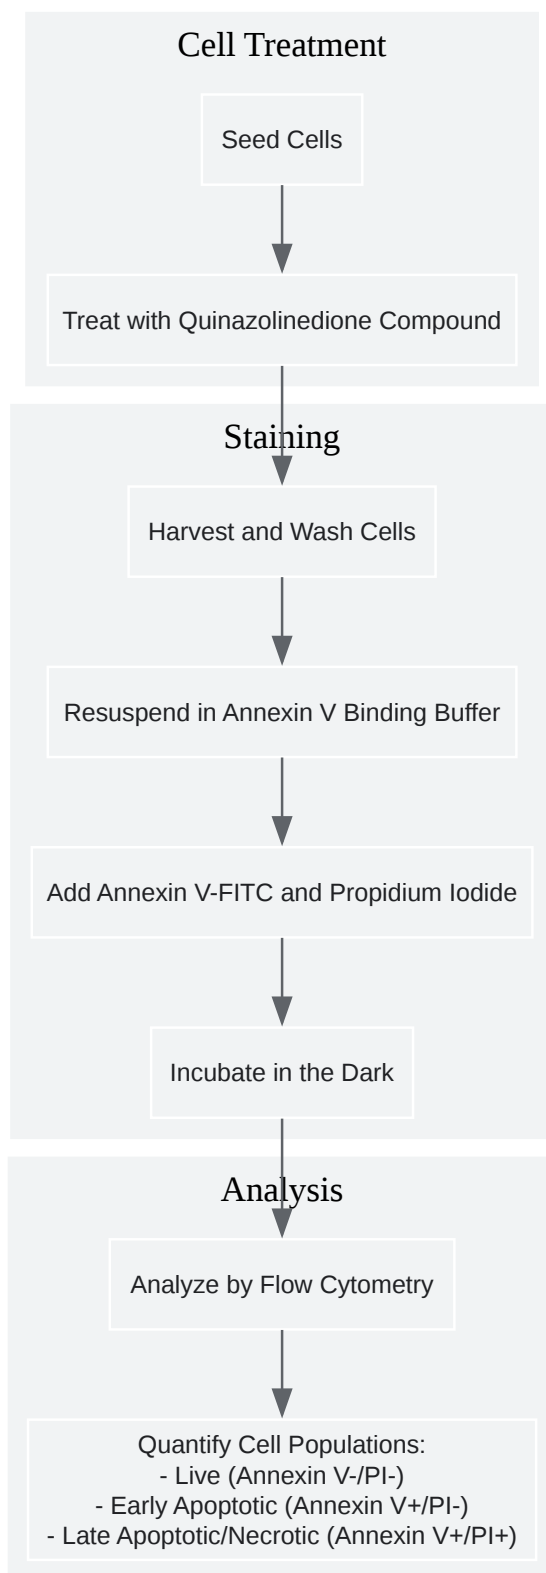 Cell Treatment
Seed Cells
Treat with Quinazolinedione Compound
Staining
Harvest and Wash Cells
Resuspend in Annexin V Binding Buffer
Add Annexin V-FITC and Propidium Iodide
Incubate in the Dark
Analysis
Analyze by Flow Cytometry
Quantify Cell Populations:
- Live (Annexin V-/PI-)
- Early Apoptotic (Annexin V+/PI-)
- Late Apoptotic/Necrotic (Annexin V+/PI+)